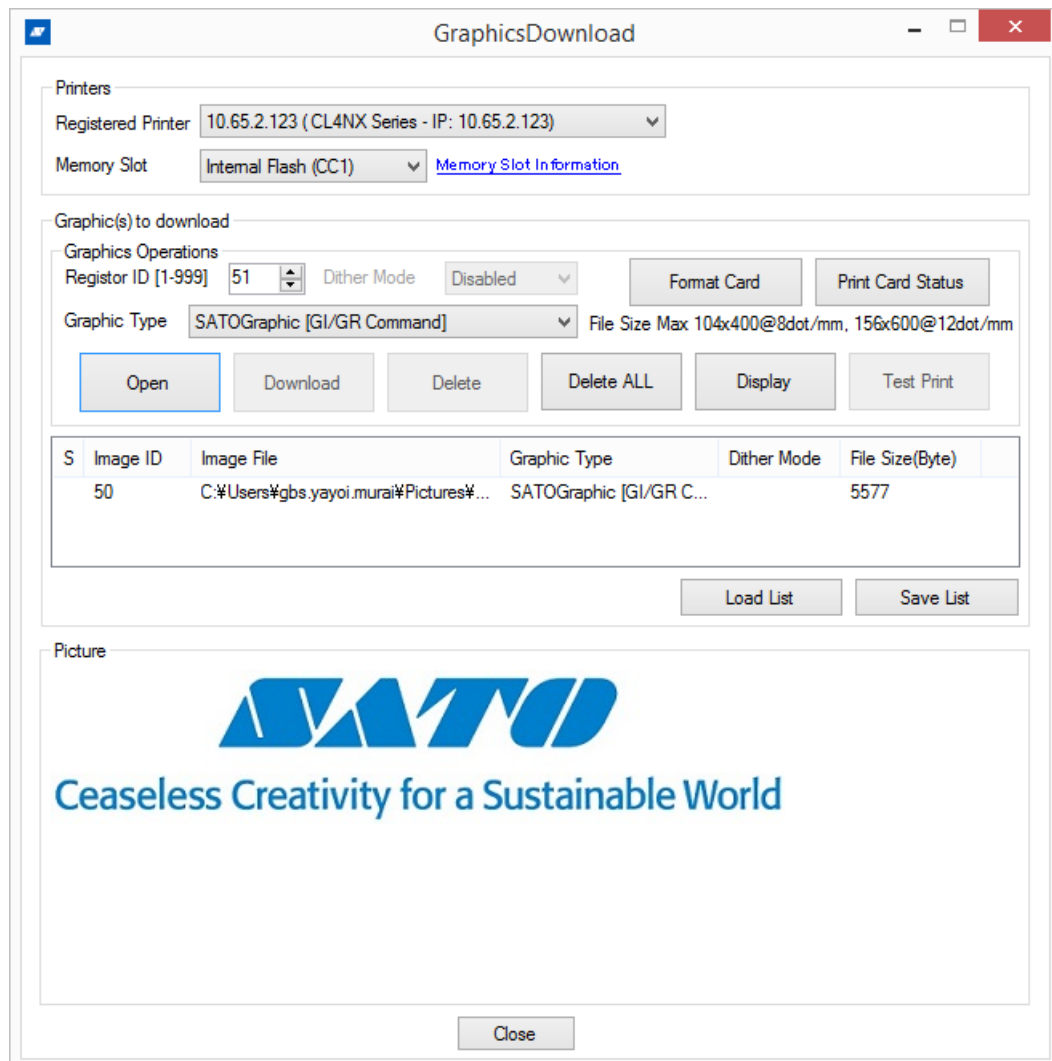 GraphicsDownload
Printers
Registered Printer 10.65.2.123 ( CL4NX Series - IP: 10.65.2.123)
Memory Slot Internal Flash (CC1) Memory Slot Information
Graphic(s) to download
Graphics Operations
Registor ID [1-999] 51 Dither Mode Disabled Format Card Print Card Status
Graphic Type SATOGraphic [GI/GR Command] File Size Max 104x400@8dot/mm, 156x600@12dot/mm
Open Download Delete Delete ALL Display Test Print
S Image ID Image File Graphic Type Dither Mode File Size(Byte)
50 C:¥Users¥gbs.yayoi.murai¥Pictures¥... SATOGraphic [GI/GR C... 5577
Load List Save List
Picture
SATO
Ceaseless Creativity for a Sustainable World
Close